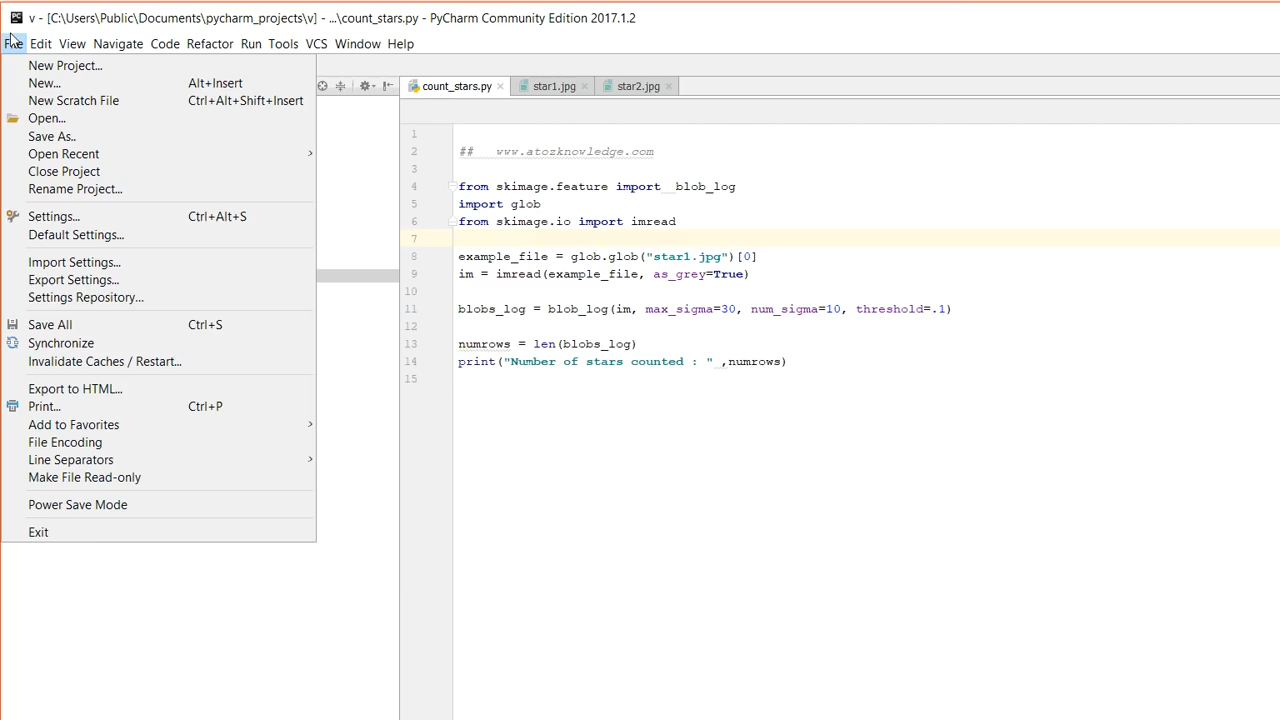 v - [C:\Users\Public\Documents\pycharm_projects\v] - ...\count_stars.py - PyCharm Community Edition 2017.1.2
File Edit View Navigate Code Refactor Run Tools VCS Window Help
New Project...
New... Alt+Insert
New Scratch File Ctrl+Alt+Shift+Insert
Open...
Save As..
Open Recent
Close Project
Rename Project...
Settings... Ctrl+Alt+S
Default Settings...
Import Settings...
Export Settings...
Settings Repository...
Save All Ctrl+S
Synchronize
Invalidate Caches / Restart...
Export to HTML...
Print... Ctrl+P
Add to Favorites
File Encoding
Line Separators
Make File Read-only
Power Save Mode
Exit
count_stars.py star1.jpg star2.jpg
1
2 ## www.atozknowledge.com
3
4 from skimage.feature import blob_log
5 import glob
6 from skimage.io import imread
7
8 example_file = glob.glob("star1.jpg")[0]
9 im = imread(example_file, as_grey=True)
10
11 blobs_log = blob_log(im, max_sigma=30, num_sigma=10, threshold=.1)
12
13 numrows = len(blobs_log)
14 print("Number of stars counted : " ,numrows)
15